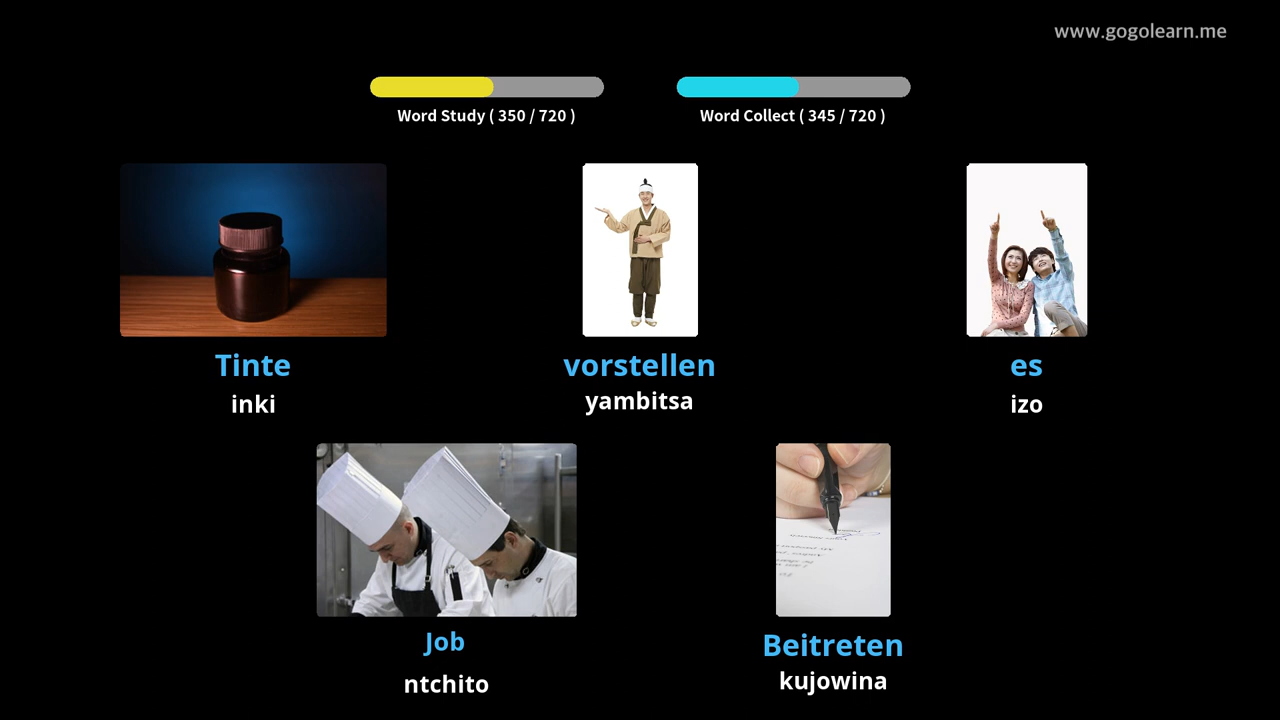 www.gogolearn.me
Word Study ( 350 / 720 )
Word Collect ( 345 / 720 )
Tinte
inki
vorstellen
yambitsa
es
izo
Job
ntchito
Beitreten
kujowina